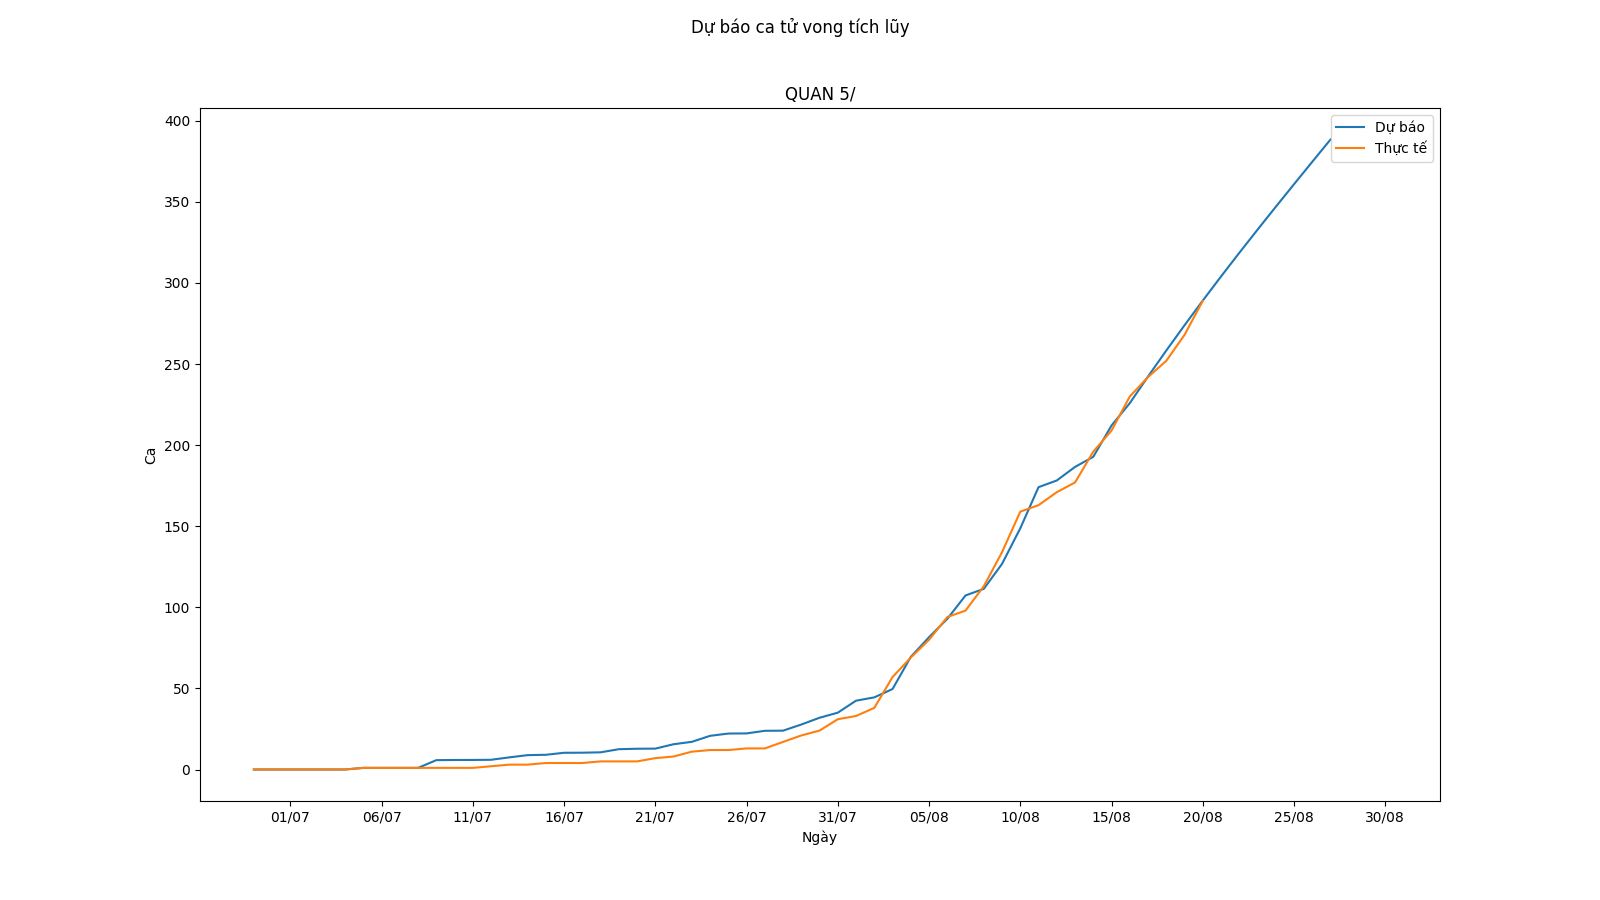 Dự báo ca tử vong tích lũy
QUAN 5/
400
350
300
250
200
150
100
50
0
Ca
Dự báo
Thực tế
01/07 06/07 11/07 16/07 21/07 26/07 31/07 05/08 10/08 15/08 20/08 25/08 30/08
Ngày